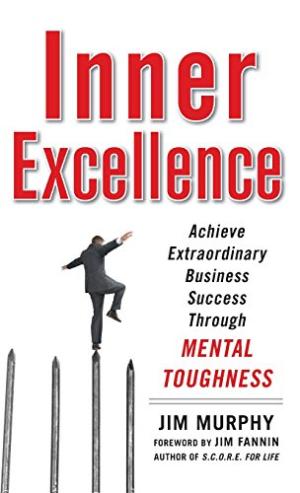 Inner
Excellence
Achieve
Extraordinary
Business
Success
Through
MENTAL
TOUGHNESS
JIM MURPHY
FOREWORD BY JIM FANNIN
AUTHOR OF S.C.O.R.E. FOR LIFE